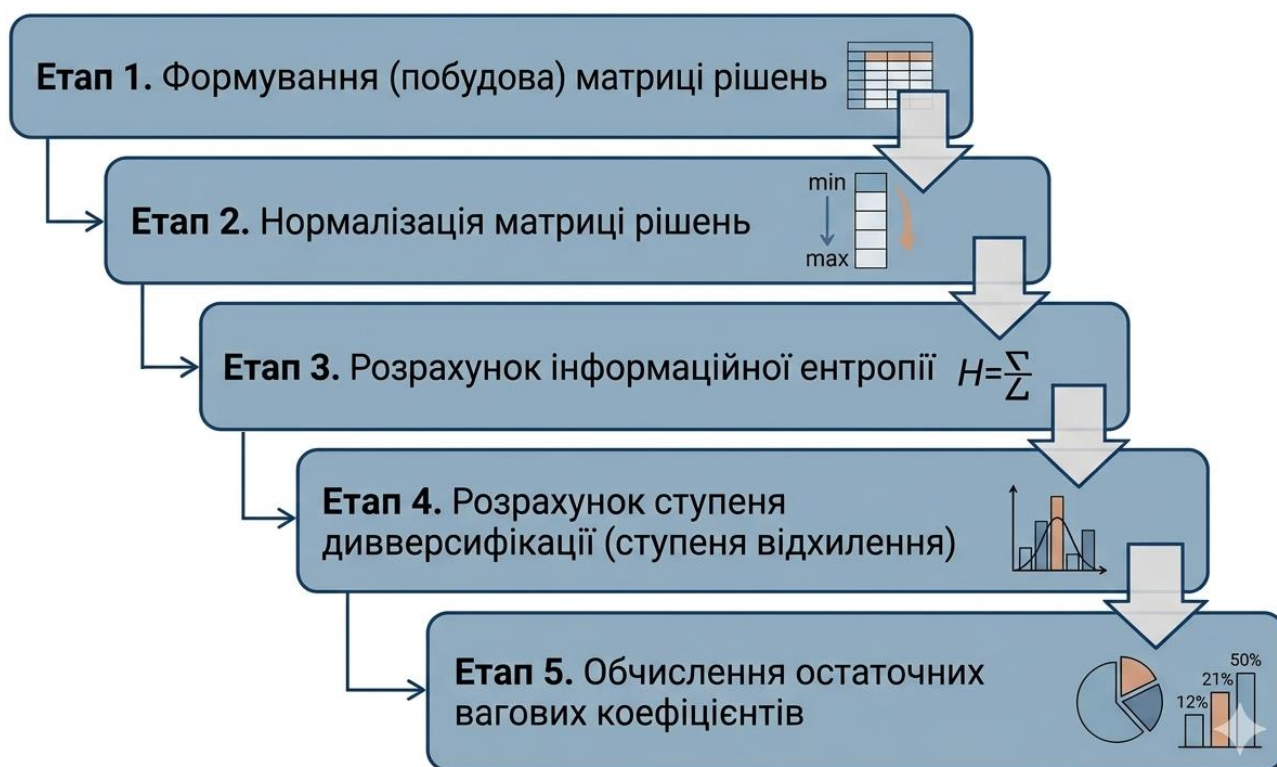 Етап 1. Формування (побудова) матриці рішень
Етап 2. Нормалізація матриці рішень
min
max
Етап 3. Розрахунок інформаційної ентропії H=Σ/Σ
Етап 4. Розрахунок ступеня
дивверсифікації (ступеня відхилення)
Етап 5. Обчислення остаточних
вагових коефіцієнтів
12%
21%
50%